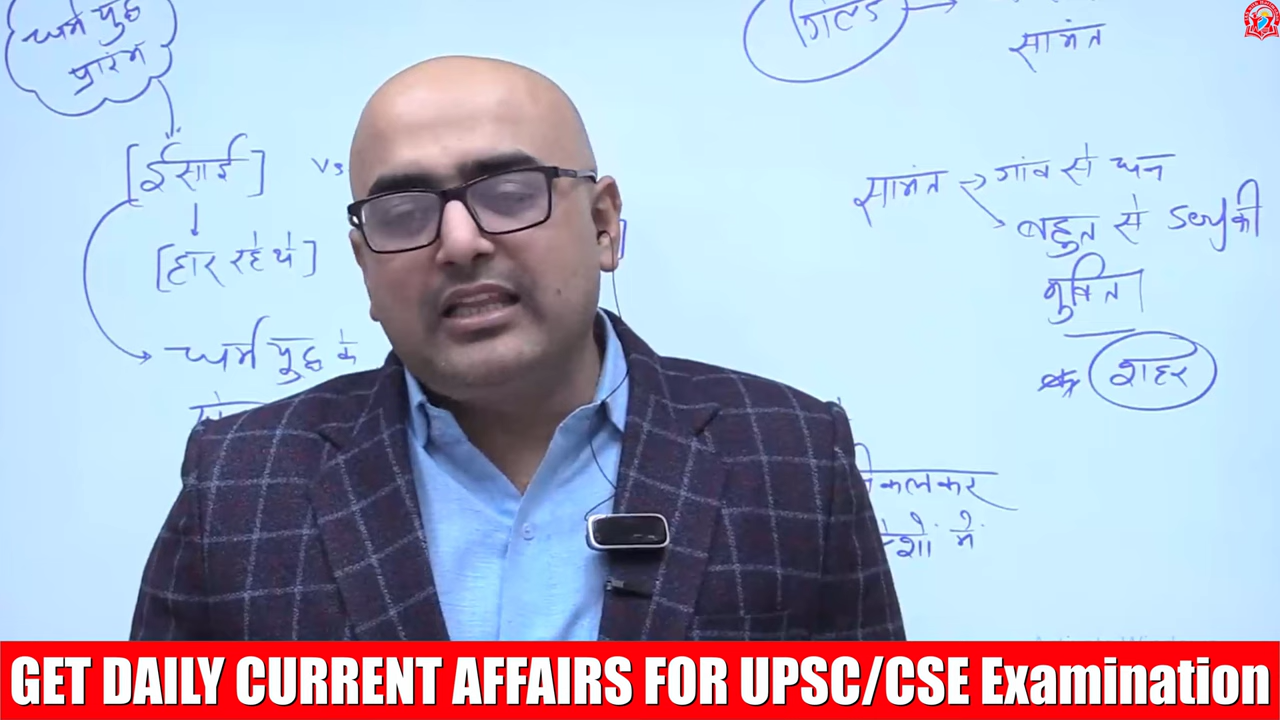 धर्म युद्ध
प्रारंभ
[ईसाई] vs
[हार रहे थे]
धर्म युद्ध के
गिल्ड →
सामंत
सामंत → गांव से धन
बहुत से serf की
मुक्ति।
शहर
कलकर
में
GET DAILY CURRENT AFFAIRS FOR UPSC/CSE Examination